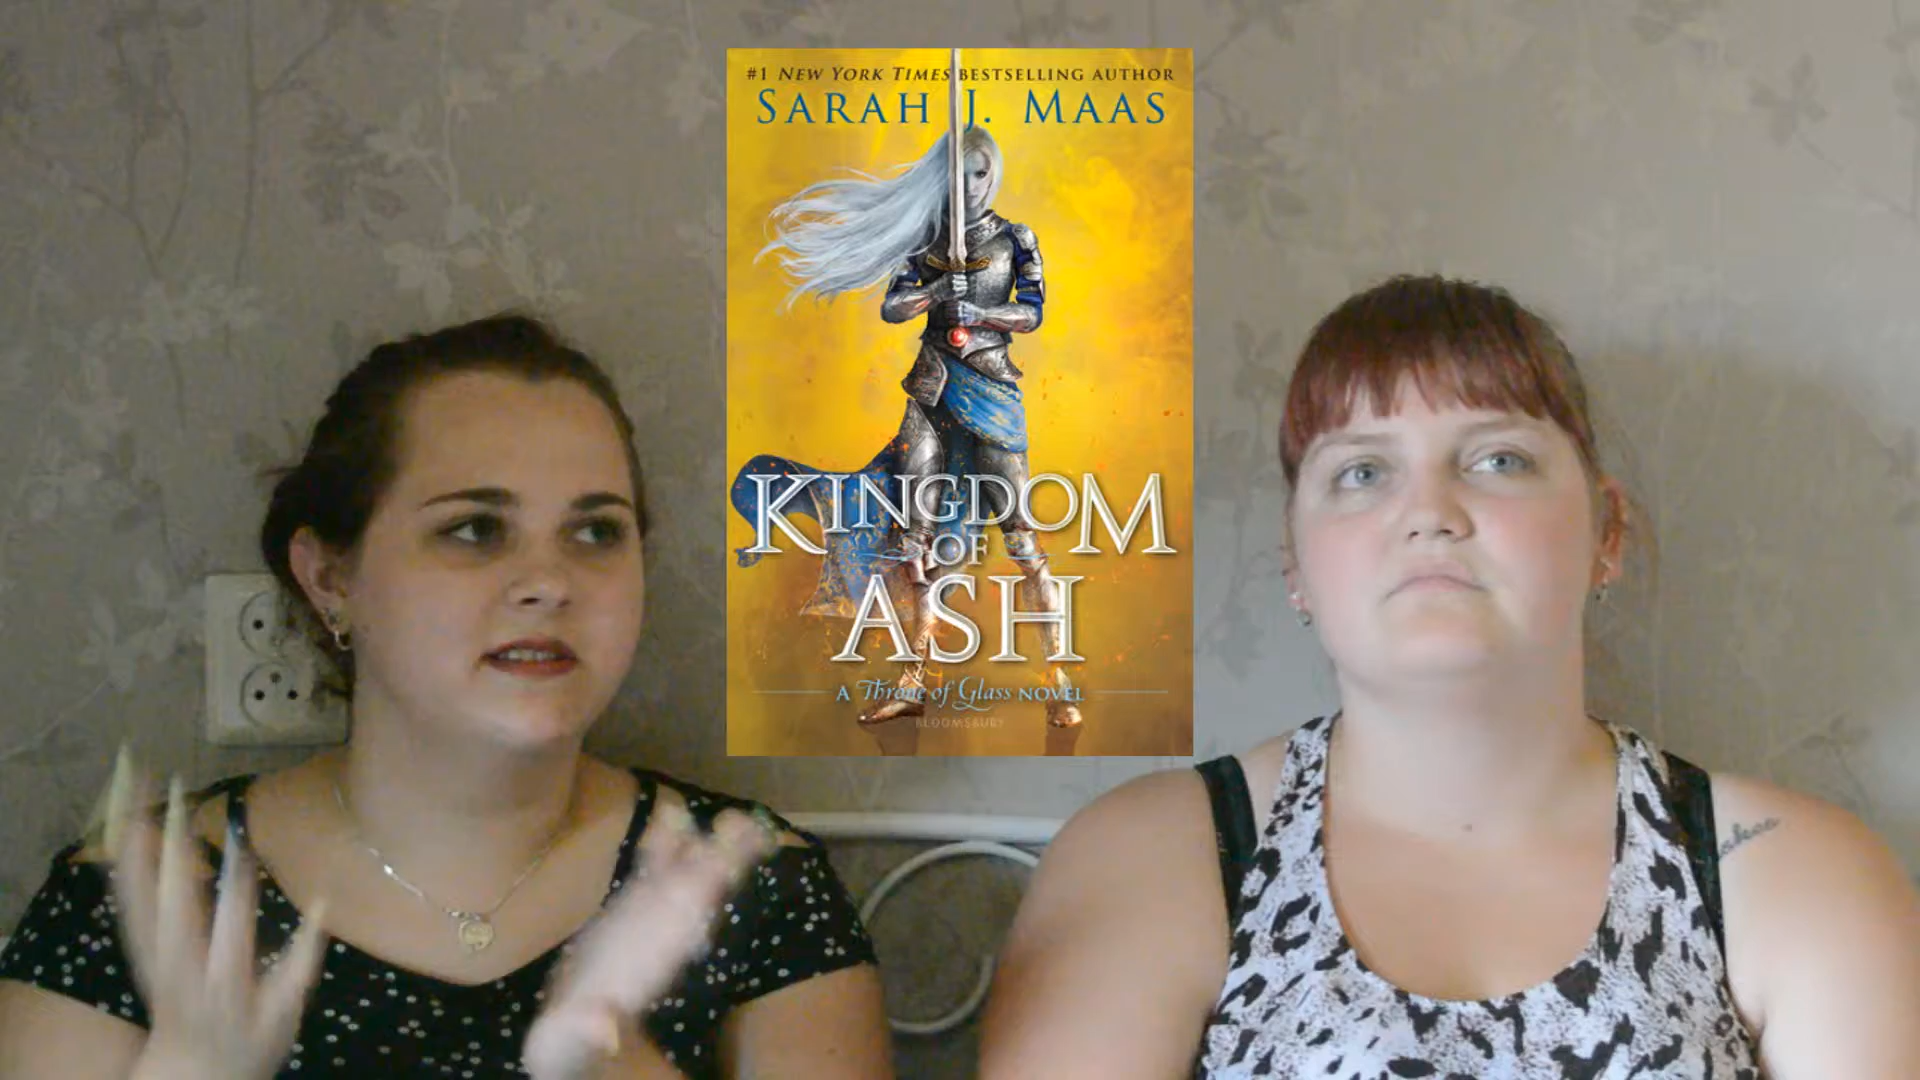 #1 NEW YORK TIMES BESTSELLING AUTHOR
SARAH J. MAAS
KINGDOM
OF
ASH
A Throne of Glass NOVEL
BLOOMSBURY